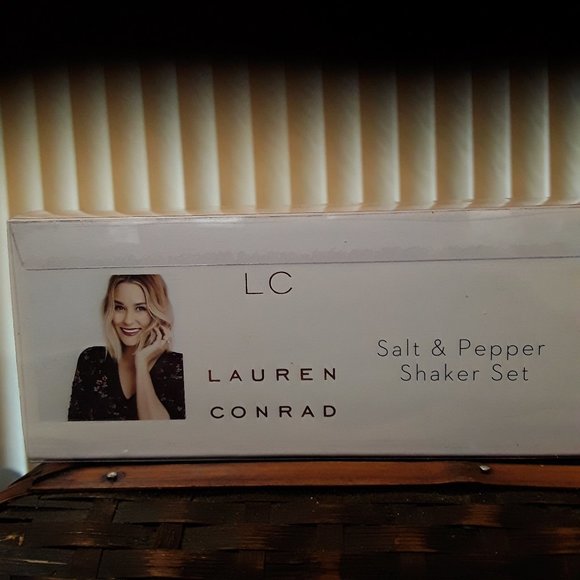 LC
LAUREN
CONRAD
Salt & Pepper
Shaker Set